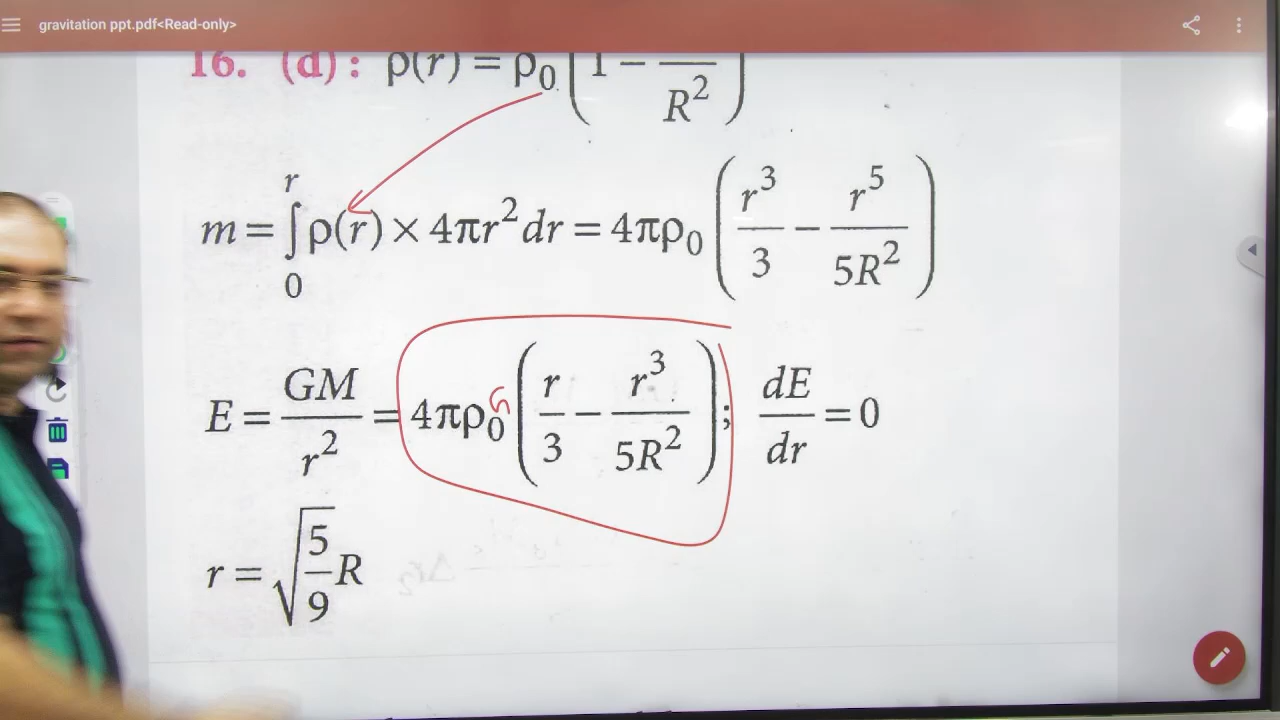 gravitation ppt.pdf<Read-only>
16. (d): ρ(r) = ρ₀ (1 − —/R²)
m = ∫₀ʳ ρ(r) × 4πr² dr = 4πρ₀ (r³/3 − r⁵/5R²)
E = GM/r² = 4πρ₀ G (r/3 − r³/5R²); dE/dr = 0
r = √(5/9) R